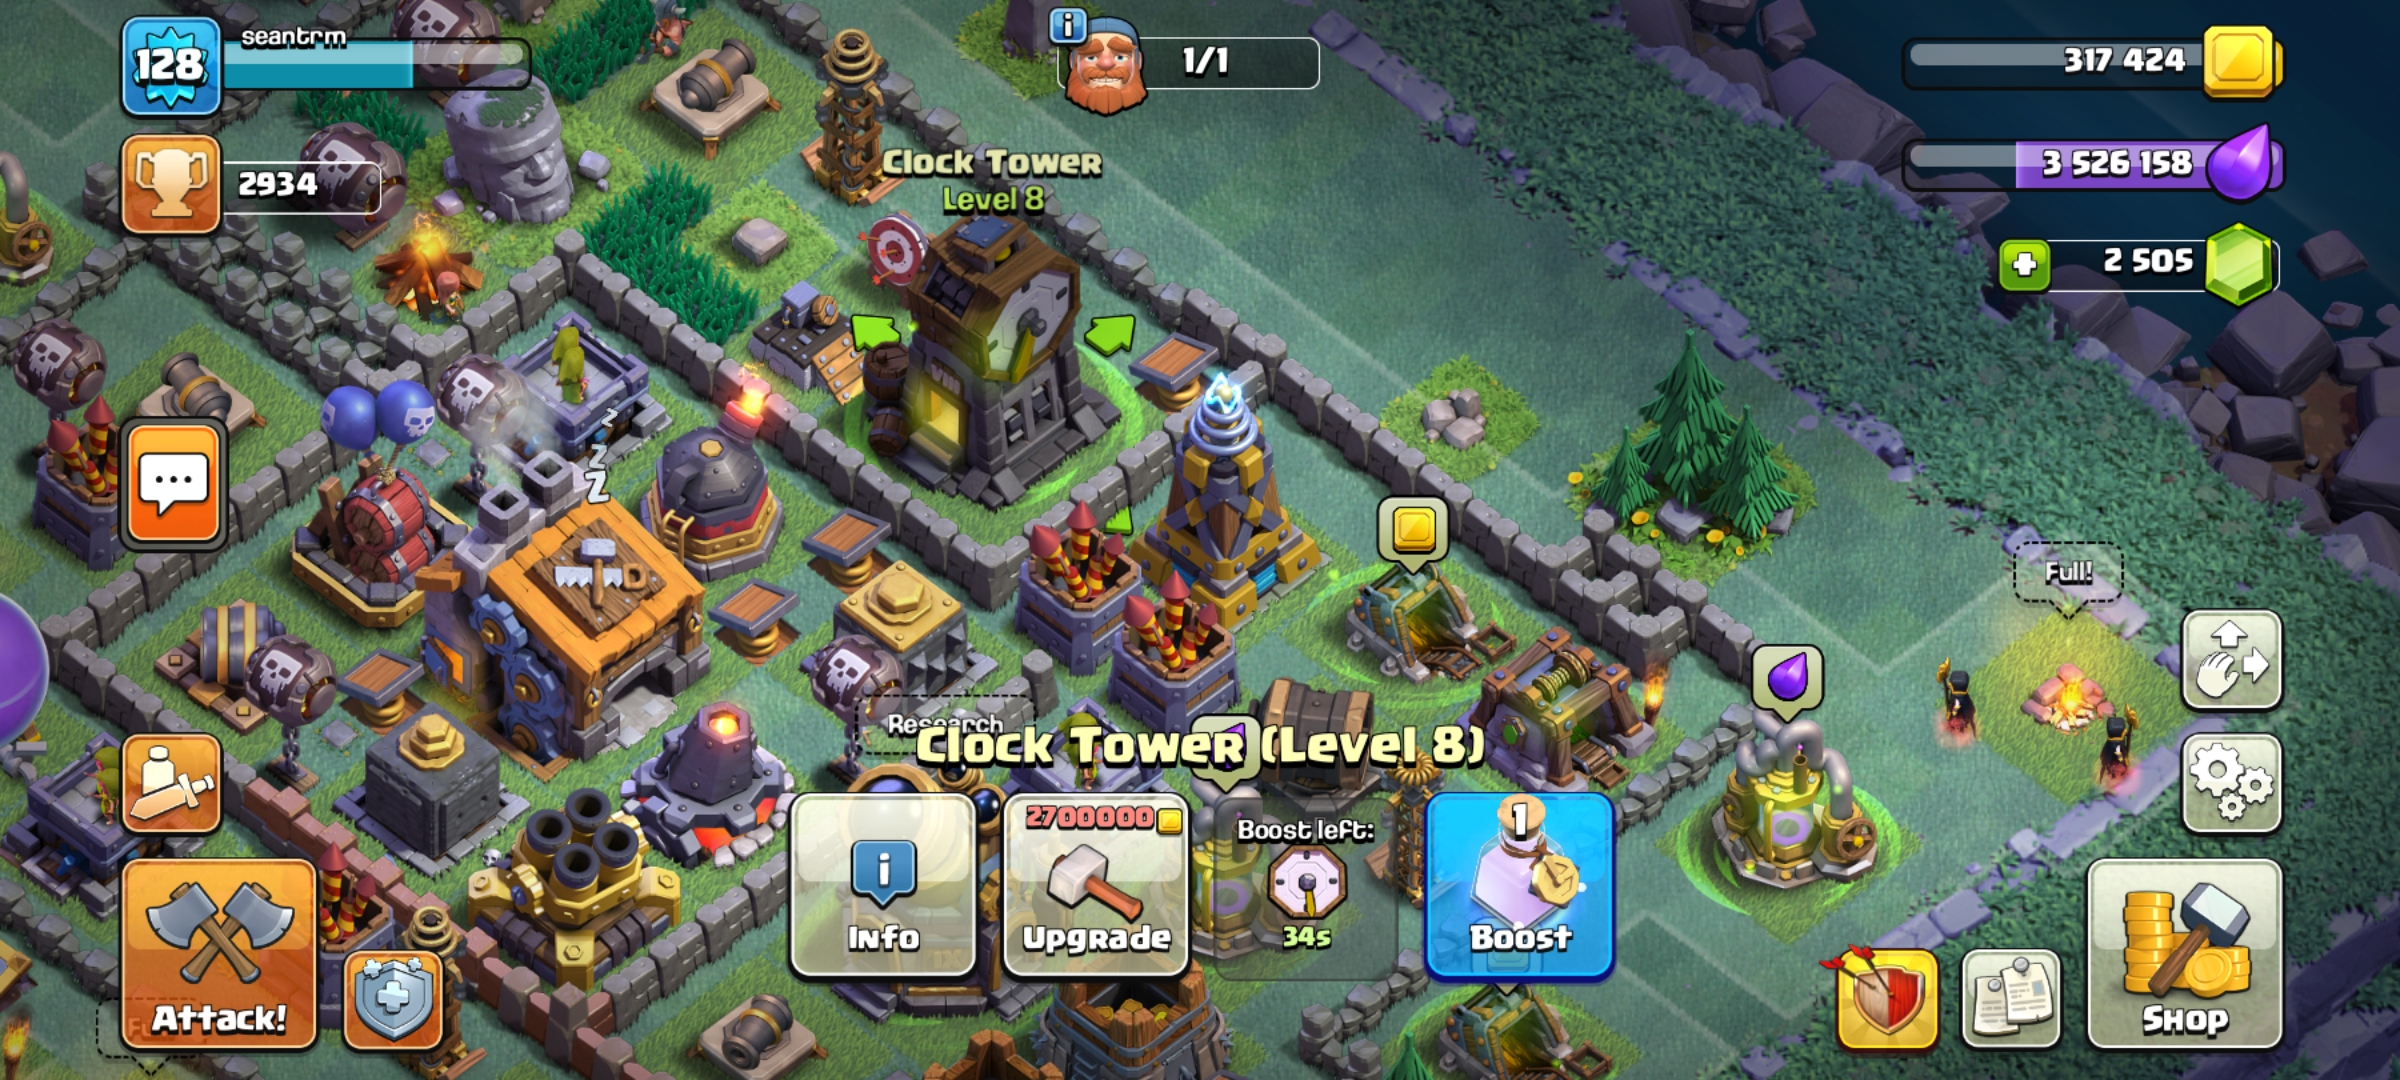 seantrm
128
1/1
317 424
2934
3 526 158
2 505
Clock Tower
Level 8
z
z
z
Full!
Research
Clock Tower (Level 8)
2700000
Boost left:
1
Info
Upgrade
34s
Boost
Attack!
Shop